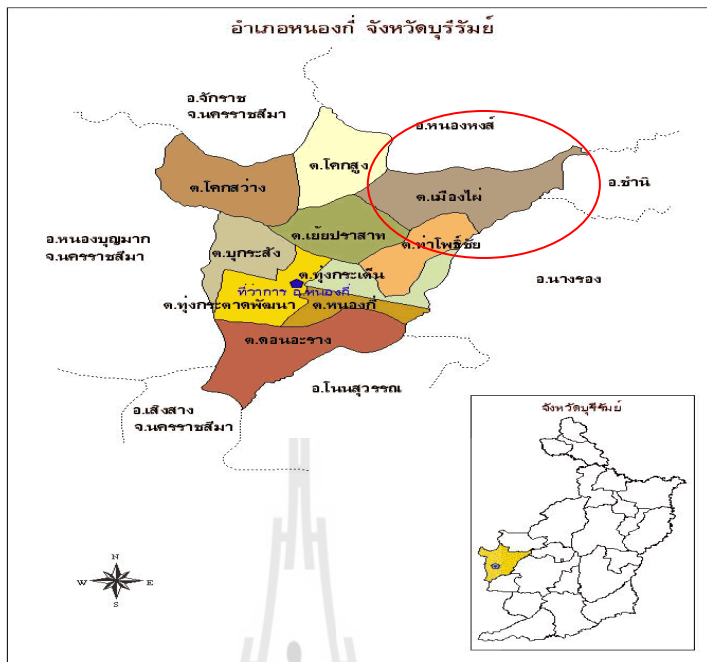 อำเภอหนองกี่ จังหวัดบุรีรัมย์
อ.จักราช
จ.นครราชสีมา
อ.หนองหงส์
ต.โคกสูง
ต.โคกสว่าง
ต.เมืองไผ่
อ.ชำนิ
ต.เย้ยปราสาท
ต.ท่าโพธิ์ชัย
อ.หนองบุญมาก
จ.นครราชสีมา
ต.บุกระสัง
ต.ทุ่งกระเต็น
อ.นางรอง
ที่ว่าการ อ.หนองกี่
ต.ทุ่งกระตาดพัฒนา
ต.หนองกี่
ต.ดอนอะราง
อ.โนนสุวรรณ
อ.เสิงสาง
จ.นครราชสีมา
จังหวัดบุรีรัมย์
N
W E
S